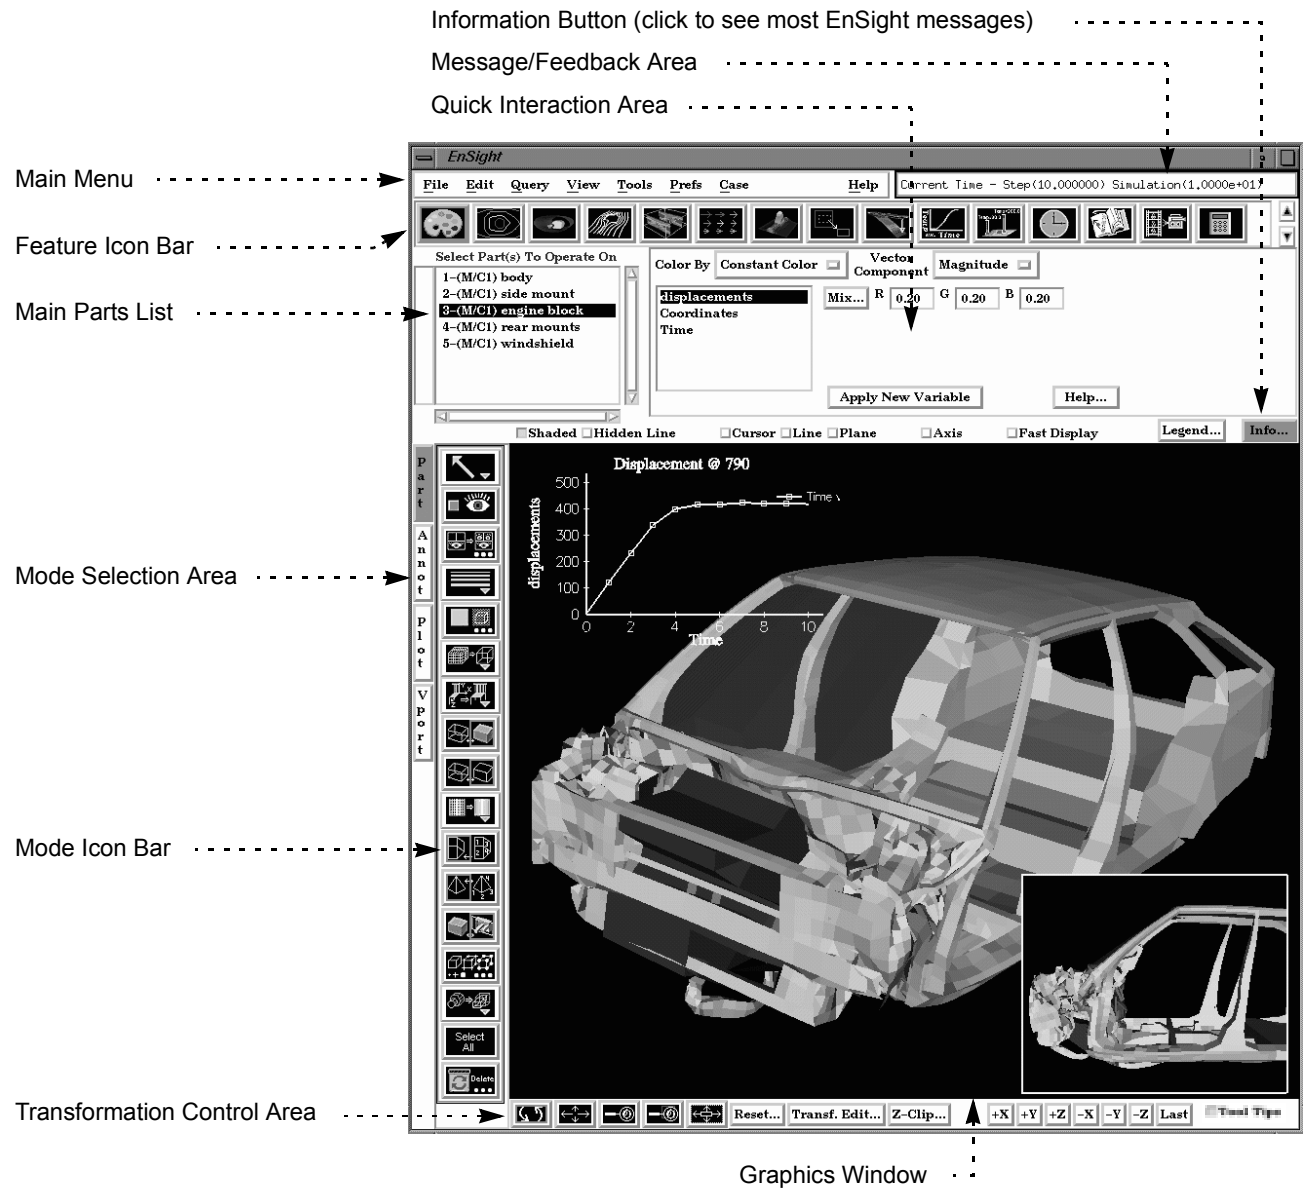 Information Button (click to see most EnSight messages)
Message/Feedback Area
Quick Interaction Area
EnSight
Main Menu
File Edit Query View Tools Prefs Case Help
Current Time - Step(10.000000) Simulation(1.0000e+01)
Feature Icon Bar
Select Part(s) To Operate On
Color By Constant Color Vector Component Magnitude
1-(M/C1) body
2-(M/C1) side mount
3-(M/C1) engine block
4-(M/C1) rear mounts
5-(M/C1) windshield
Main Parts List
displacements
Coordinates
Time
Mix... R 0.20 G 0.20 B 0.20
Apply New Variable Help...
Shaded Hidden Line Cursor Line Plane Axis Fast Display Legend... Info...
Part
Annot
Plot
Vport
Displacement @ 790
displacements
500
400
300
200
100
0
0 2 4 6 8 10
Time
Time v
Mode Selection Area
Mode Icon Bar
Select
All
Delete
Transformation Control Area
Reset... Transf. Edit... Z-Clip... +X +Y +Z -X -Y -Z Last Tool Tips
Graphics Window